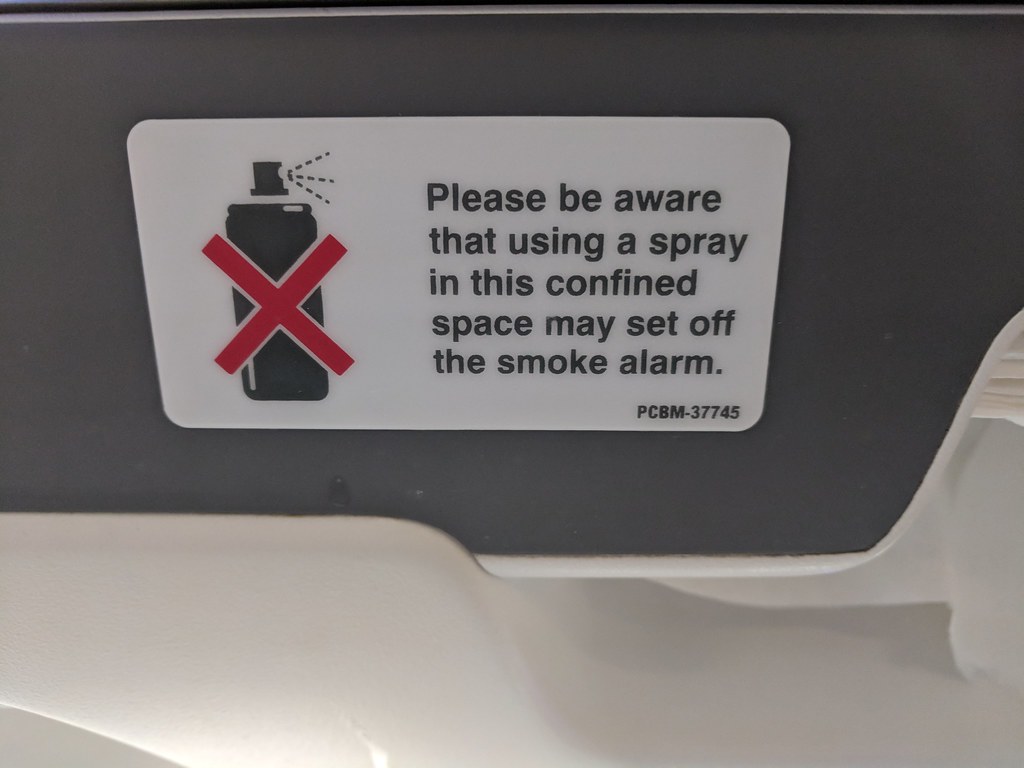 Please be aware
that using a spray
in this confined
space may set off
the smoke alarm.
PCBM-37745